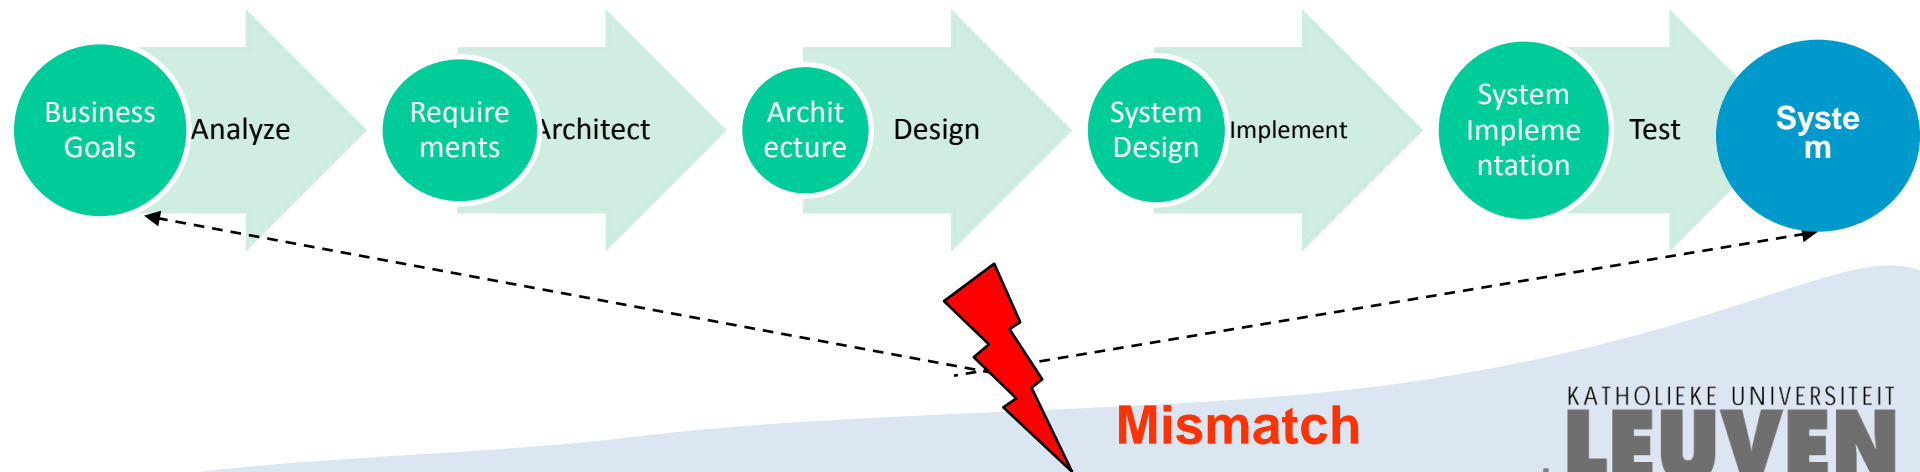 Business
Goals
Analyze
Require
ments
Architect
Archit
ecture
Design
System
Design
Implement
System
Impleme
ntation
Test
Syste
m
Mismatch
KATHOLIEKE UNIVERSITEIT
LEUVEN